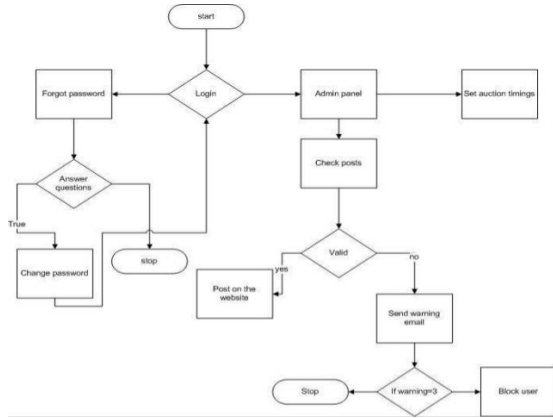 start
Forgot password
Login
Admin panel
Set auction timings
Check posts
Answer
questions
True
Change password
stop
Valid
yes
no
Post on the
website
Send warning
email
Stop
If warning=3
Block user